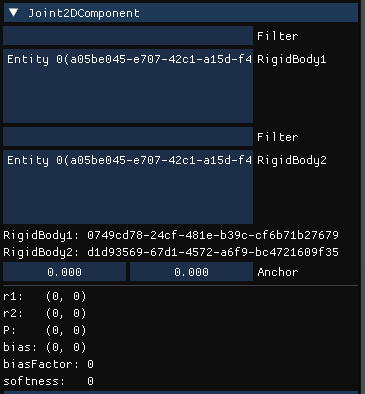 Joint2DComponent
Filter
Entity 0(a05be045-e707-42c1-a15d-f4 RigidBody1
Filter
Entity 0(a05be045-e707-42c1-a15d-f4 RigidBody2
RigidBody1: 0749cd78-24cf-481e-b39c-cf6b71b27679
RigidBody2: d1d93569-67d1-4572-a6f9-bc4721609f35
0.000 0.000 Anchor
r1: (0, 0)
r2: (0, 0)
P: (0, 0)
bias: (0, 0)
biasFactor: 0
softness: 0